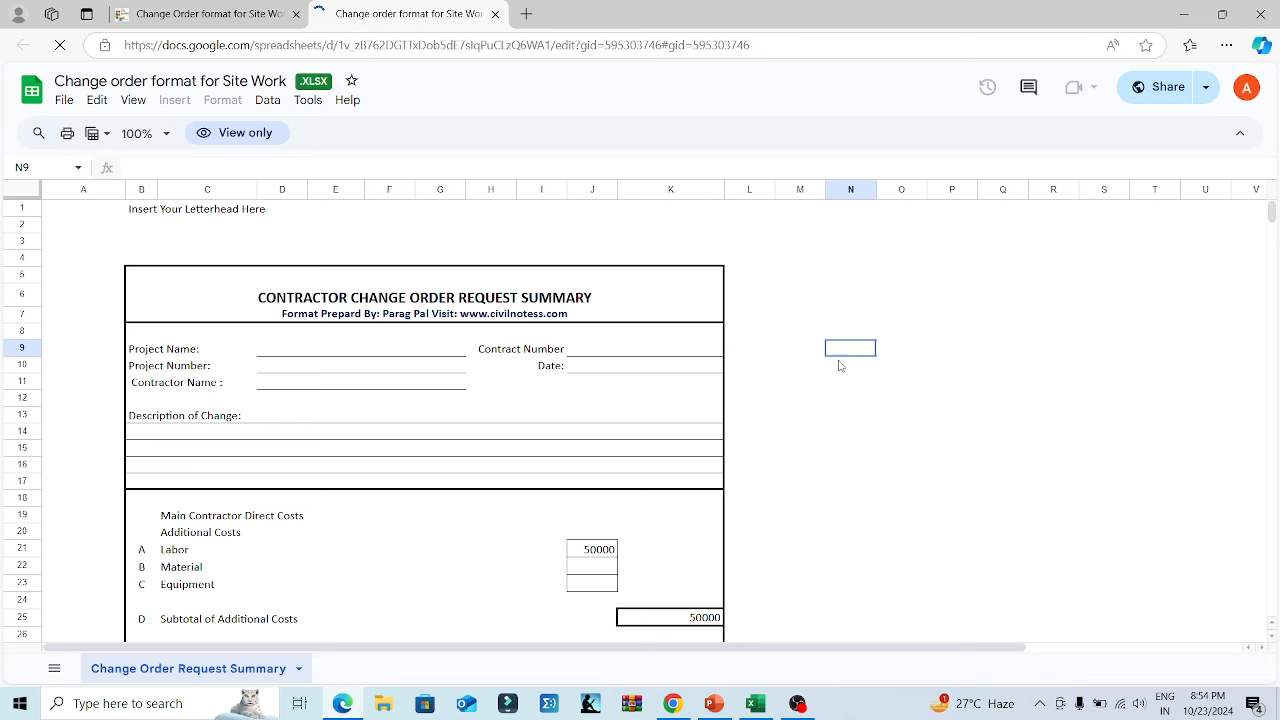 Change order format for Site Wor
Change order format for Site Wor
https://docs.google.com/spreadsheets/d/1v_zB762DGTTxDob5dE7sIqPuCLzQ6WA1/edit?gid=595303746#gid=595303746
Change order format for Site Work .XLSX
Share
A
File Edit View Insert Format Data Tools Help
100% View only
N9 fx
A B C D E F G H I J K L M N O P Q R S T U V
1 Insert Your Letterhead Here
2
3
4
5
6 CONTRACTOR CHANGE ORDER REQUEST SUMMARY
7 Format Prepard By: Parag Pal Visit: www.civilnotess.com
8
9 Project Name: Contract Number
10 Project Number: Date:
11 Contractor Name :
12
13 Description of Change:
14
15
16
17
18
19 Main Contractor Direct Costs
20 Additional Costs
21 A Labor 50000
22 B Material
23 C Equipment
24
25 D Subtotal of Additional Costs 50000
26
Change Order Request Summary
Type here to search
1 27°C Haze
ENG
IN
8:54 PM
10/23/2024
4